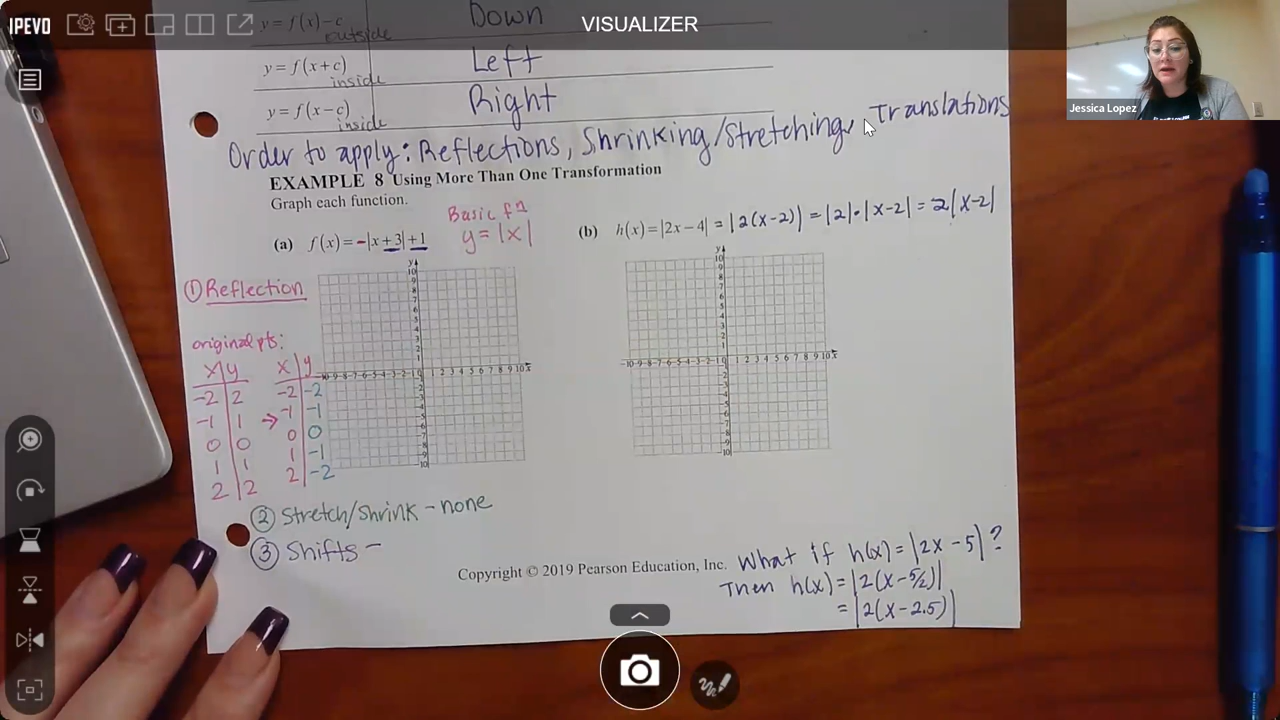 IPEVO
VISUALIZER
Jessica Lopez
y = f(x) – c
outside
Down
y = f(x+c)
inside
Left
y = f(x–c)
inside
Right
Order to apply: Reflections, Shrinking/Stretching, Translations
EXAMPLE 8 Using More Than One Transformation
Graph each function.
Basic fn
y = |x|
(a) f(x) = –|x + 3| + 1
(b) h(x) = |2x – 4| = |2(x–2)| = |2|·|x–2| = 2|x–2|
① Reflection
original pts:
x y x y
-2 2 -2 -2
-1 1 → -1 -1
0 0 0 0
1 1 1 -1
2 2 2 -2
② Stretch/Shrink – none
③ Shifts –
Copyright © 2019 Pearson Education, Inc.
What if h(x) = |2x – 5| ?
Then h(x) = |2(x – 5/2)|
= |2(x – 2.5)|